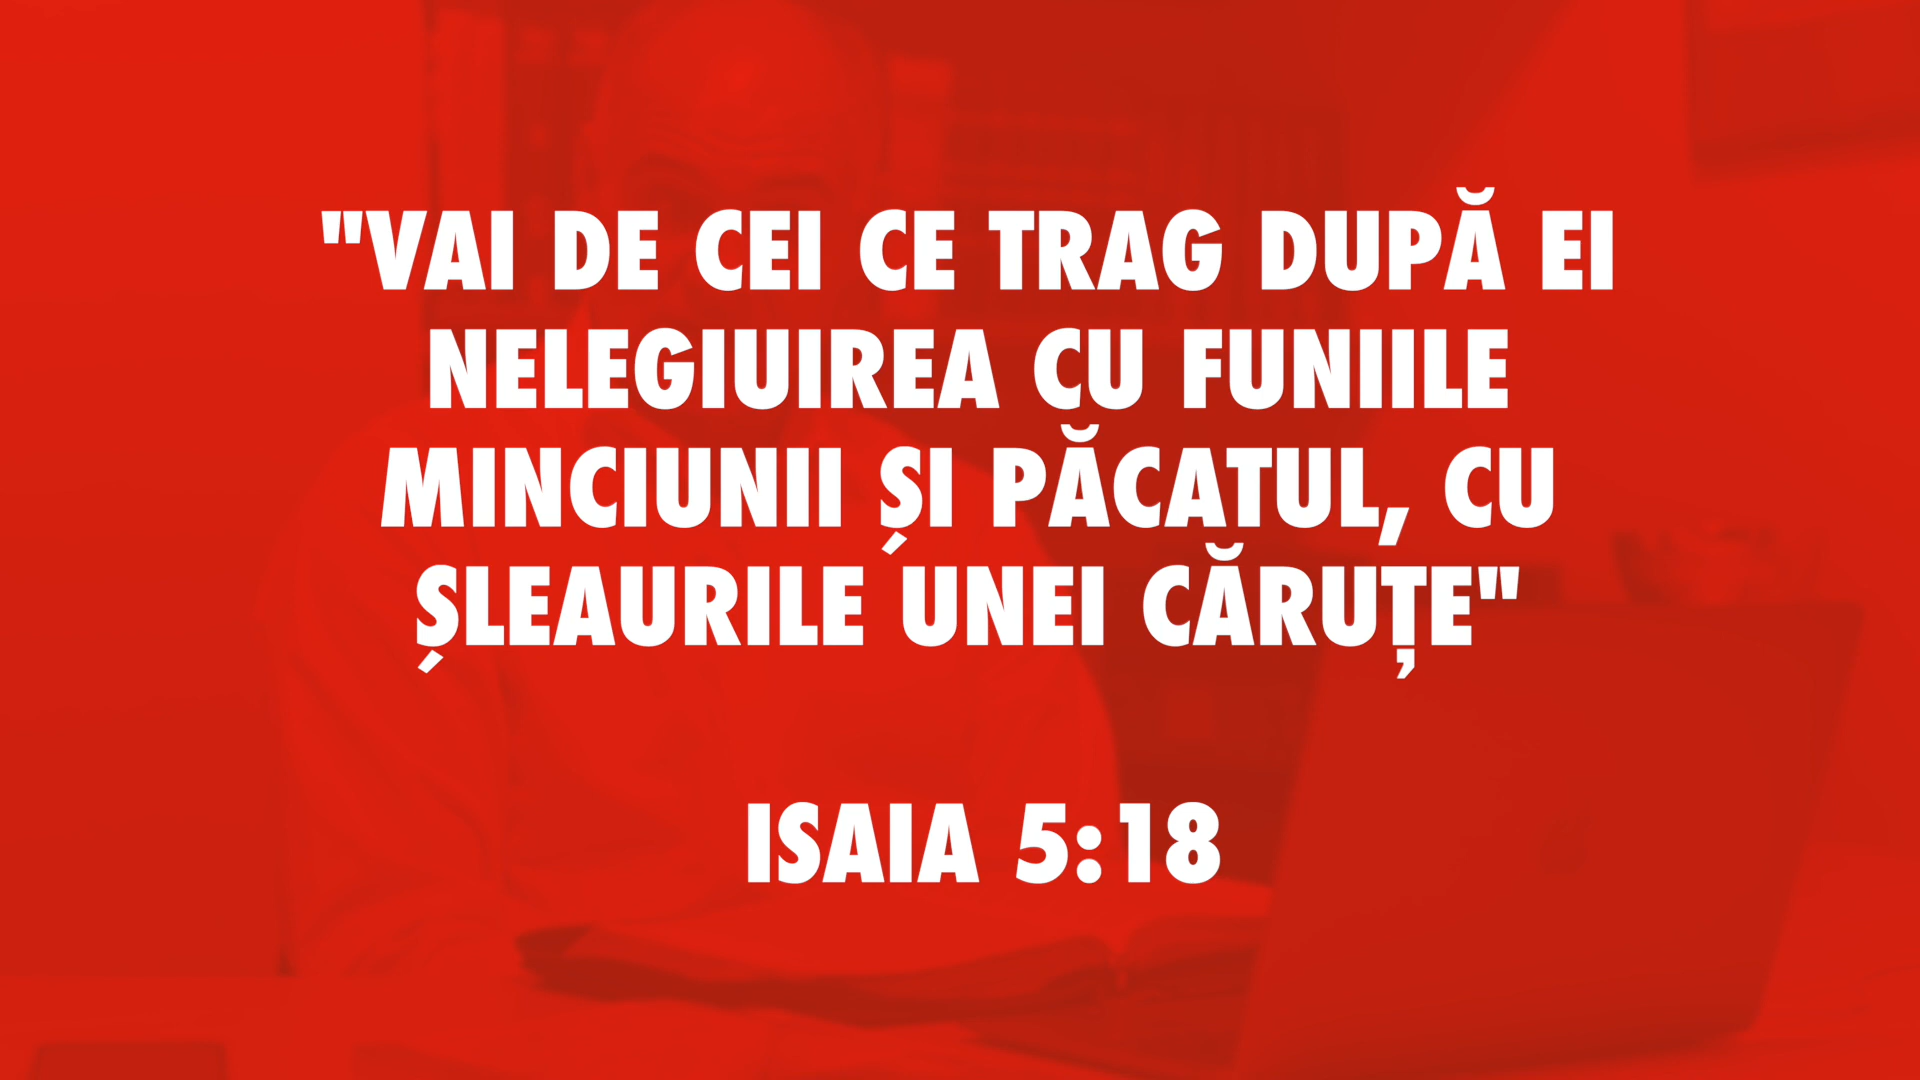 "VAI DE CEI CE TRAG DUPĂ EI
NELEGIUIREA CU FUNIILE
MINCIUNII ȘI PĂCATUL, CU
ȘLEAURILE UNEI CĂRUȚE"
ISAIA 5:18